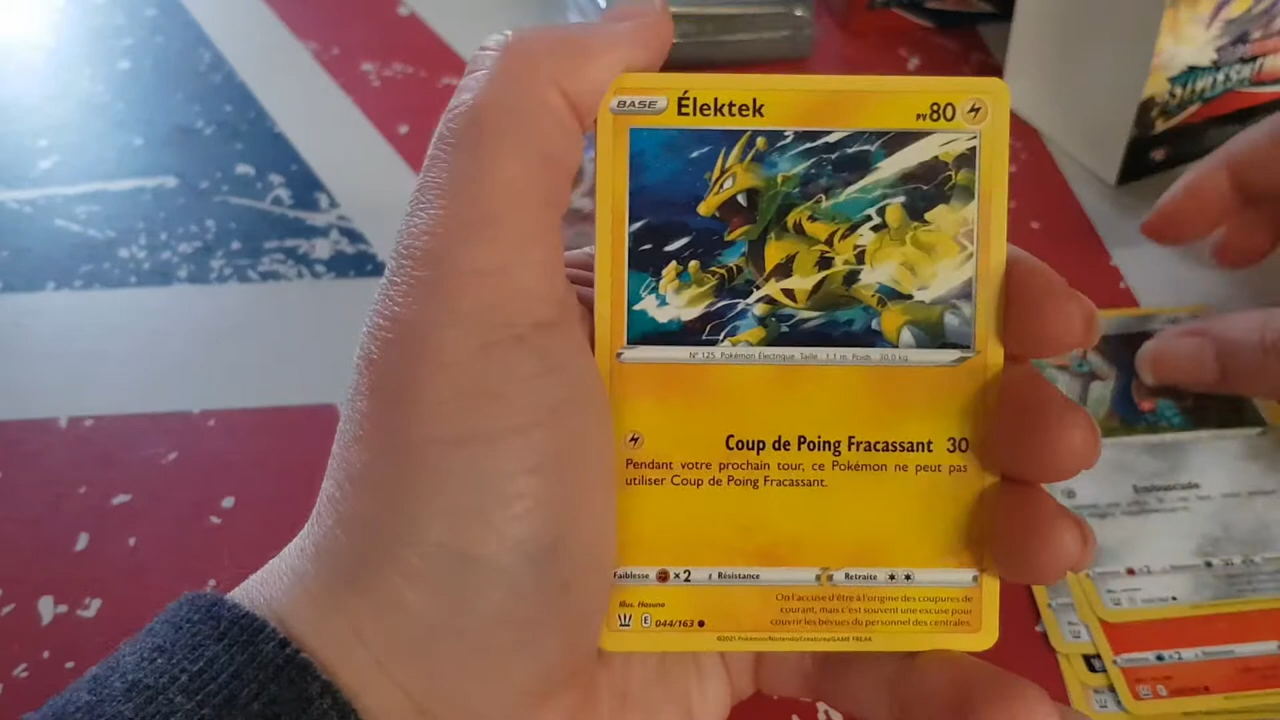 BASE Élektek PV 80
N° 125 Pokémon Électrique Taille : 1,1 m Poids : 30,0 kg
Coup de Poing Fracassant 30
Pendant votre prochain tour, ce Pokémon ne peut pas
utiliser Coup de Poing Fracassant.
Faiblesse ×2 Résistance Retraite
Illus. Hasuno
E 044/163
On l'accuse d'être à l'origine des coupures de
courant, mais c'est souvent une excuse pour
couvrir les bévues du personnel des centrales.
©2021 Pokémon/Nintendo/Creatures/GAME FREAK
Embuscade
×2